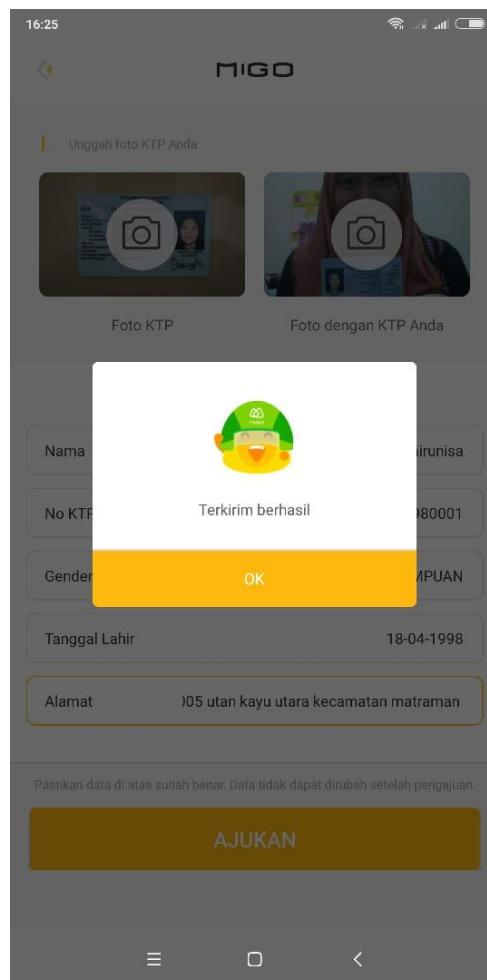 16:25
MIGO
Unggah foto KTP Anda
Foto KTP
Foto dengan KTP Anda
Terkirim berhasil
OK
Nama irunisa
No KTP 980001
Gender MPUAN
Tanggal Lahir 18-04-1998
Alamat 005 utan kayu utara kecamatan matraman
Pastikan data di atas sudah benar. Data tidak dapat dirubah setelah pengajuan.
AJUKAN